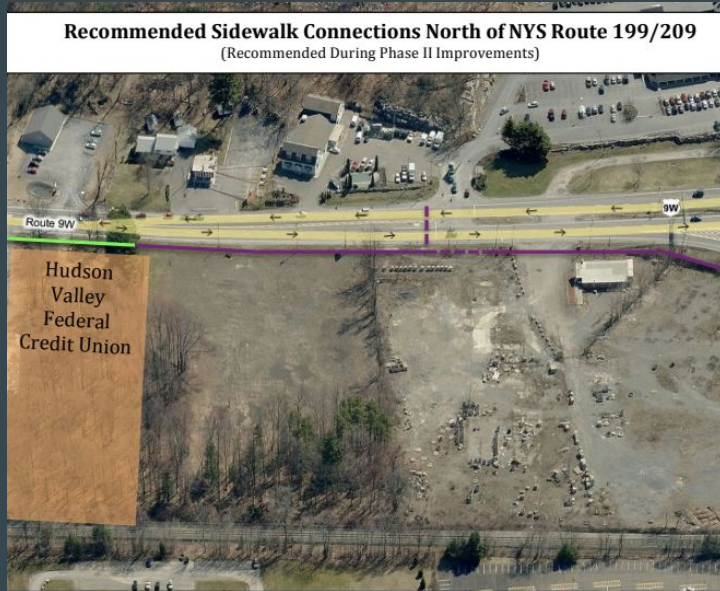 Recommended Sidewalk Connections North of NYS Route 199/209
(Recommended During Phase II Improvements)
Route 9W
9W
Hudson
Valley
Federal
Credit Union